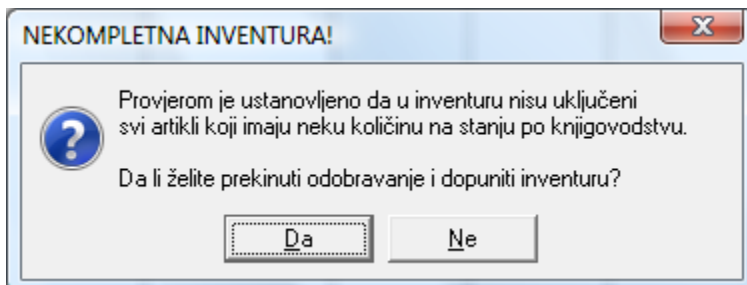 NEKOMPLETNA INVENTURA!
Provjerom je ustanovljeno da u inventuru nisu uključeni
svi artikli koji imaju neku količinu na stanju po knjigovodstvu.
Da li želite prekinuti odobravanje i dopuniti inventuru?
Da Ne